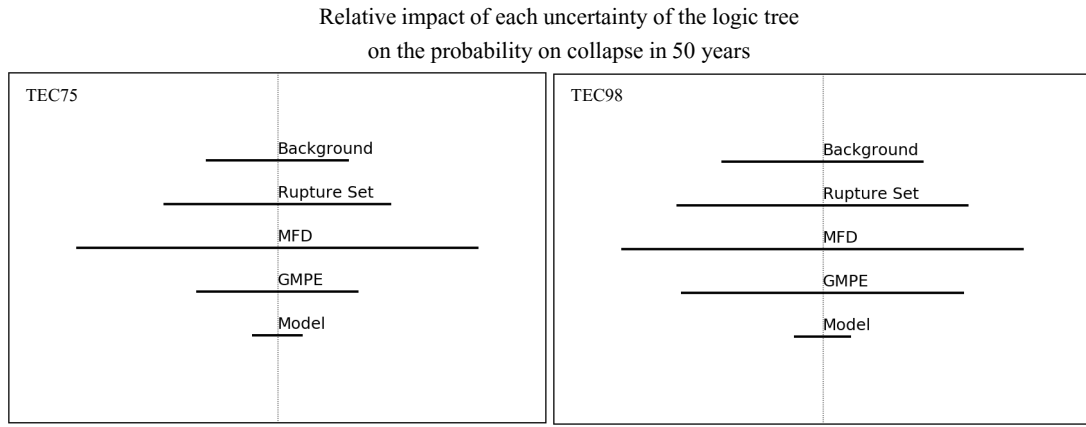 Relative impact of each uncertainty of the logic tree
on the probability on collapse in 50 years
TEC75
Background
Rupture Set
MFD
GMPE
Model
TEC98
Background
Rupture Set
MFD
GMPE
Model